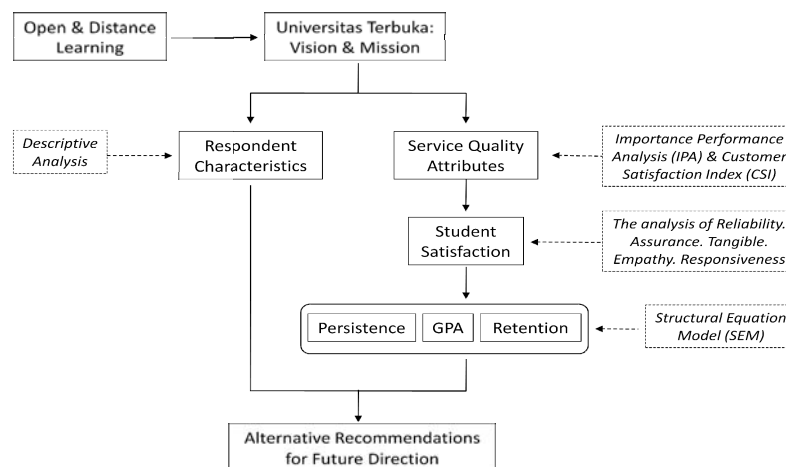 Open & Distance
Learning
Universitas Terbuka:
Vision & Mission
Descriptive
Analysis
Respondent
Characteristics
Service Quality
Attributes
Importance Performance
Analysis (IPA) & Customer
Satisfaction Index (CSI)
Student
Satisfaction
The analysis of Reliability.
Assurance. Tangible.
Empathy. Responsiveness
Persistence
GPA
Retention
Structural Equation
Model (SEM)
Alternative Recommendations
for Future Direction